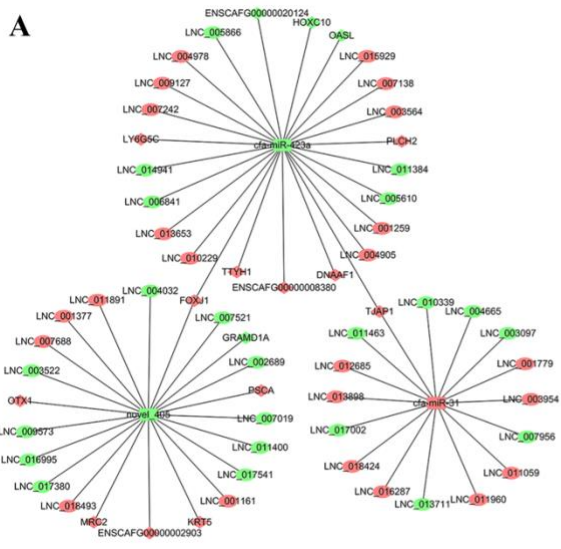 A
ENSCAFG00000020124
HOXC10
LNC_005866
OASL
LNC_004978
LNC_015929
LNC_009127
LNC_007138
LNC_007242
LNC_003564
LY6G5C
PLCH2
cfa-miR-423a
LNC_014941
LNC_011384
LNC_006841
LNC_005610
LNC_013653
LNC_001259
LNC_010229
LNC_004905
TTYH1
DNAAF1
ENSCAFG00000008380
LNC_004032
LNC_011891
FOXJ1
LNC_001377
LNC_007521
LNC_007688
GRAMD1A
LNC_003522
LNC_002689
OTX1
PSCA
novel_405
LNC_007019
LNC_009573
LNC_011400
LNC_016995
LNC_017541
LNC_017380
LNC_001161
LNC_018493
MRC2
KRT5
ENSCAFG00000002903
TJAP1
LNC_010339
LNC_004665
LNC_011463
LNC_003097
LNC_012685
LNC_001779
LNC_013898
LNC_003954
cfa-miR-31
LNC_017002
LNC_007956
LNC_018424
LNC_011059
LNC_016287
LNC_011960
LNC_013711